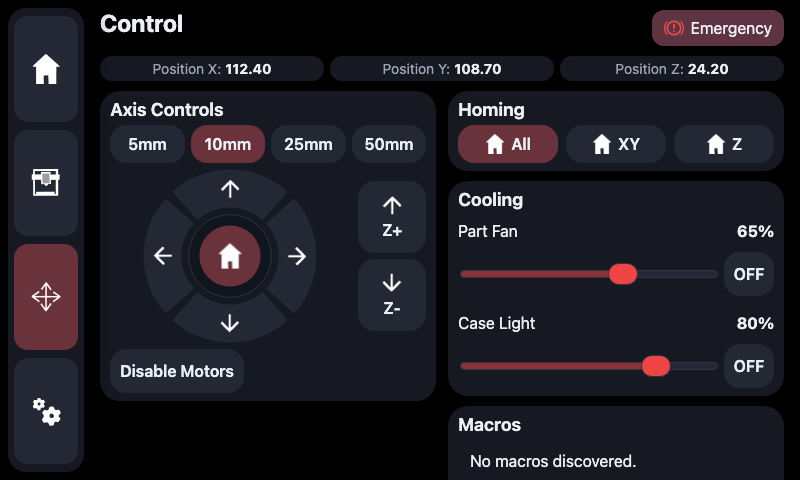 Control
Emergency
Position X: 112.40
Position Y: 108.70
Position Z: 24.20
Axis Controls
5mm
10mm
25mm
50mm
Z+
Z-
Disable Motors
Homing
All
XY
Z
Cooling
Part Fan
65%
OFF
Case Light
80%
OFF
Macros
No macros discovered.